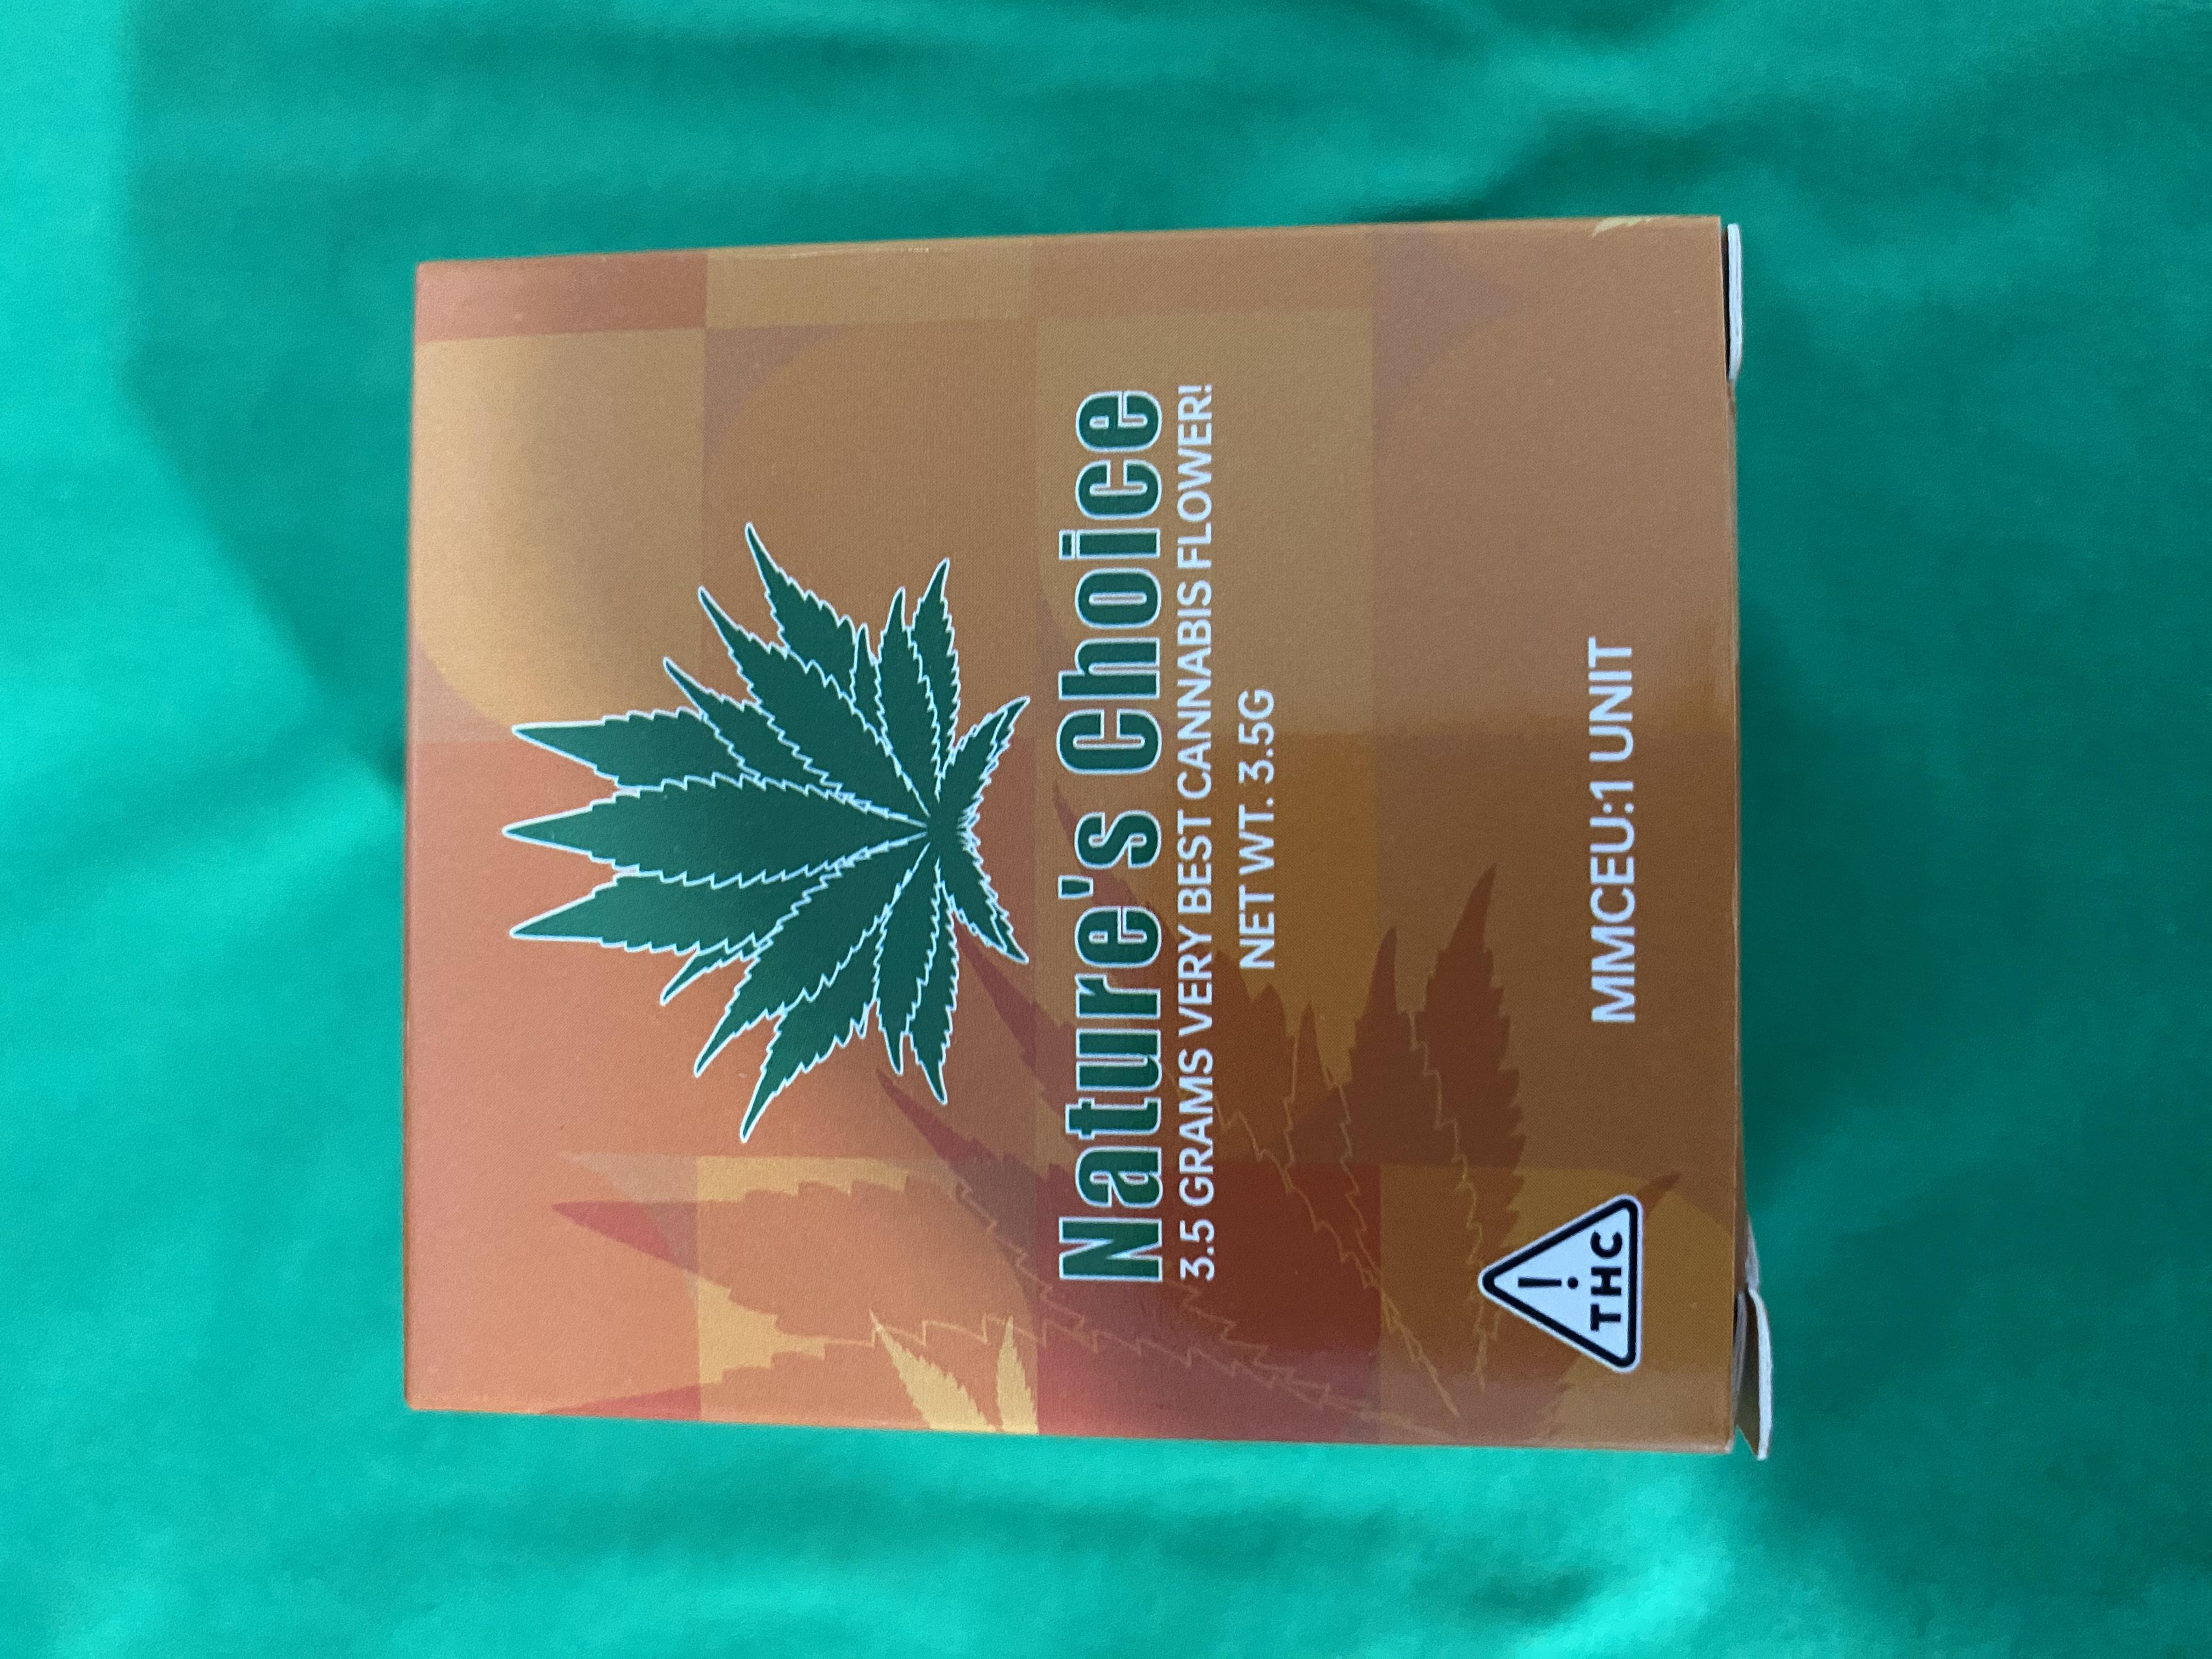 Nature's Choice
3.5 GRAMS VERY BEST CANNABIS FLOWER!
NET WT. 3.5G
! THC
MMCEU:1 UNIT